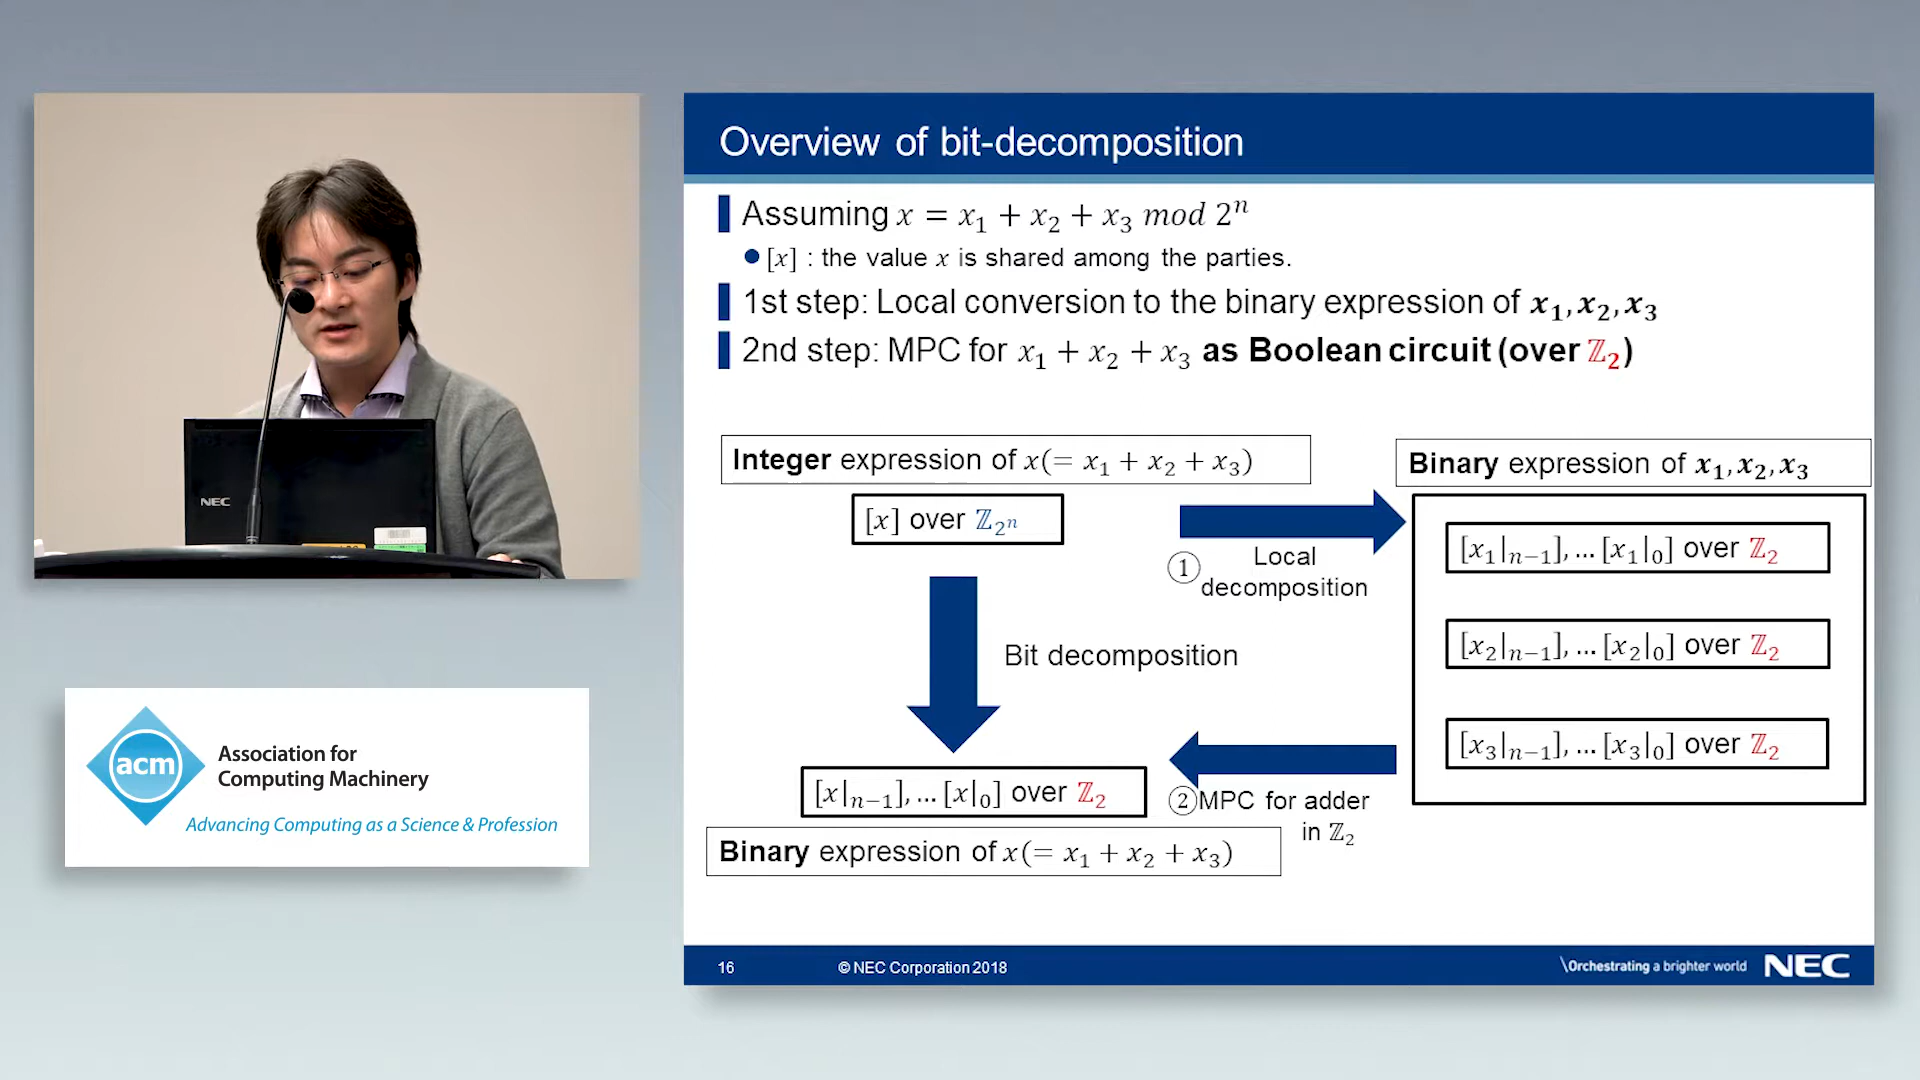 Overview of bit-decomposition
Assuming x = x₁ + x₂ + x₃ mod 2ⁿ
[x] : the value x is shared among the parties.
1st step: Local conversion to the binary expression of x₁, x₂, x₃
2nd step: MPC for x₁ + x₂ + x₃ as Boolean circuit (over ℤ₂)
Integer expression of x(= x₁ + x₂ + x₃)
[x] over ℤ₂ⁿ
① Local
decomposition
Binary expression of x₁, x₂, x₃
[x₁|ₙ₋₁], … [x₁|₀] over ℤ₂
[x₂|ₙ₋₁], … [x₂|₀] over ℤ₂
[x₃|ₙ₋₁], … [x₃|₀] over ℤ₂
Bit decomposition
② MPC for adder
in ℤ₂
[x|ₙ₋₁], … [x|₀] over ℤ₂
Binary expression of x(= x₁ + x₂ + x₃)
16
© NEC Corporation 2018
\Orchestrating a brighter world
NEC
NEC
acm
Association for
Computing Machinery
Advancing Computing as a Science & Profession